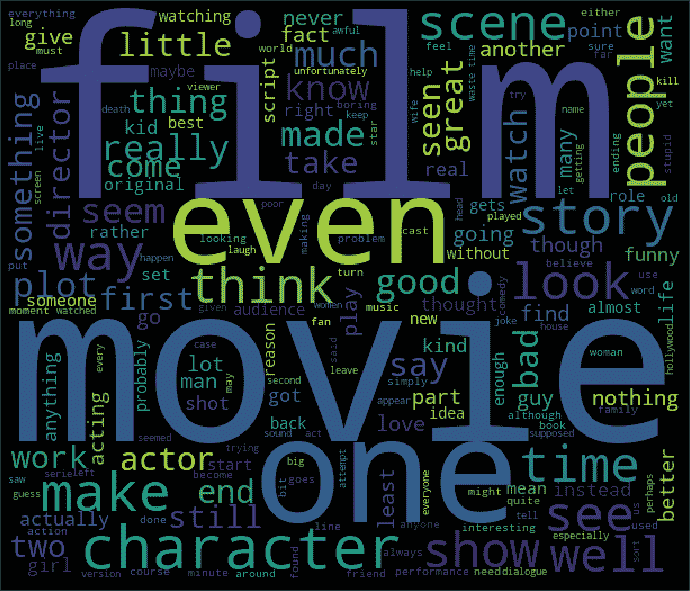 long
everything
must
give
watching
never
fact
scene
another
point
either
sure
far
want
place
little
much
people
film
maybe
world
awful
feel
viewer
unfortunately
script
help
waste time
kill
yet
try
name
getting
ending
stupid
death
thing
kid
best
know
right
boring
keep
star
wife
seen
great
watch
many
let
something
director
live
screen
really
come
original
made
take
day
real
role
old
seem
rather
poor
making
even
cast
head
played
gets
story
way
happen
looking
laugh
problem
going
though
without
funny
put
set
think
turn
good
believe
use
look
plot
first
someone
moment
watched
go
audience
given
women
fan
play
music
thought
comedy
new
joke
find
house
word
almost
life
woman
hollywood
movie
anything
every
probably
lot
man
shot
case
may
reason
got
second
said
leave
simply
back
say
appear
kind
part
idea
love
enough
although
book
bad
guy
supposed
family
nothing
better
acting
seemed
trying
sound
act
one
work
actor
start
big
bit
goes
attempt
everyone
least
might
mean
quite
tell
instead
time
perhaps
us
used
see
saw
serie
left
guess
make
end
become
still
actually
done
line
anyone
interesting
especially
sort
two
girl
action
version
course
minute
character
around
found
friend
always
performance
show
need
dialogue
well